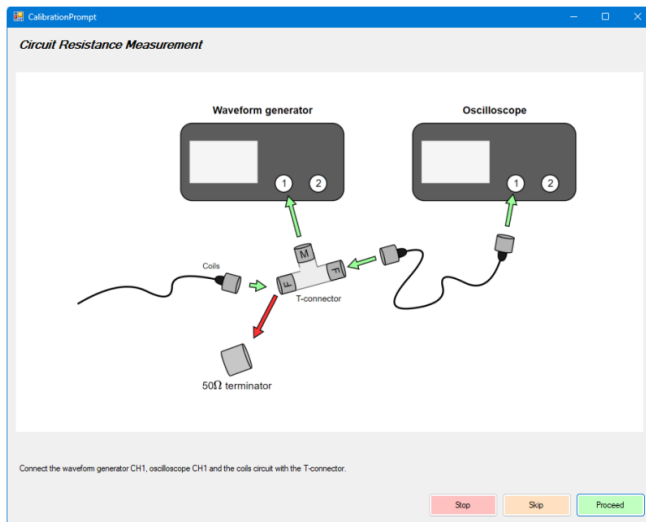 CalibrationPrompt
Circuit Resistance Measurement
Waveform generator
Oscilloscope
1
2
1
2
M
Coils
F
F
T-connector
50Ω terminator
Connect the waveform generator CH1, oscilloscope CH1 and the coils circuit with the T-connector.
Stop
Skip
Proceed